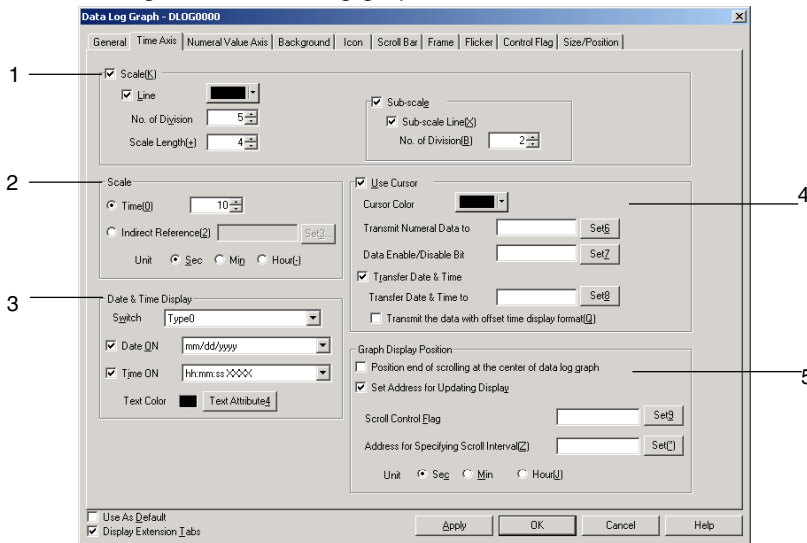 Data Log Graph - DLOG0000
General Time Axis Numeral Value Axis Background Icon Scroll Bar Frame Flicker Control Flag Size/Position
1
Scale(K)
Line
No. of Division 5
Scale Length(+) 4
Sub-scale
Sub-scale Line(X)
No. of Division(B) 2
2
Scale
Time(0) 10
Indirect Reference(2) Set3...
Unit Sec Min Hour(-)
3
Date & Time Display
Switch Type0
Date ON mm/dd/yyyy
Time ON hh:mm:ss XXXX
Text Color Text Attribute4
4
Use Cursor
Cursor Color
Transmit Numeral Data to Set6
Data Enable/Disable Bit Set7
Transfer Date & Time
Transfer Date & Time to Set8
Transmit the data with offset time display format(Q)
5
Graph Display Position
Position end of scrolling at the center of data log graph
Set Address for Updating Display
Scroll Control Flag Set9
Address for Specifying Scroll Interval(Z) Set(*)
Unit Sec Min Hour(J)
Use As Default
Display Extension Tabs
Apply OK Cancel Help